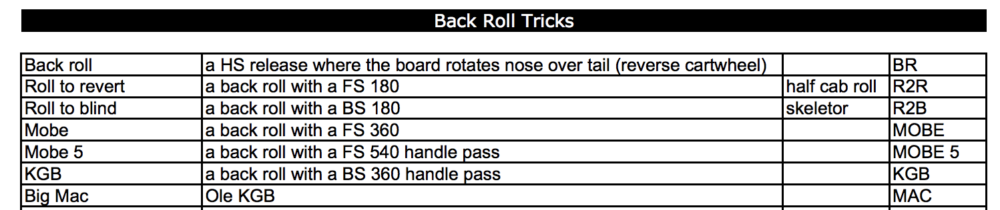 Back Roll Tricks
Back roll a HS release where the board rotates nose over tail (reverse cartwheel) BR
Roll to revert a back roll with a FS 180 half cab roll R2R
Roll to blind a back roll with a BS 180 skeletor R2B
Mobe a back roll with a FS 360 MOBE
Mobe 5 a back roll with a FS 540 handle pass MOBE 5
KGB a back roll with a BS 360 handle pass KGB
Big Mac Ole KGB MAC